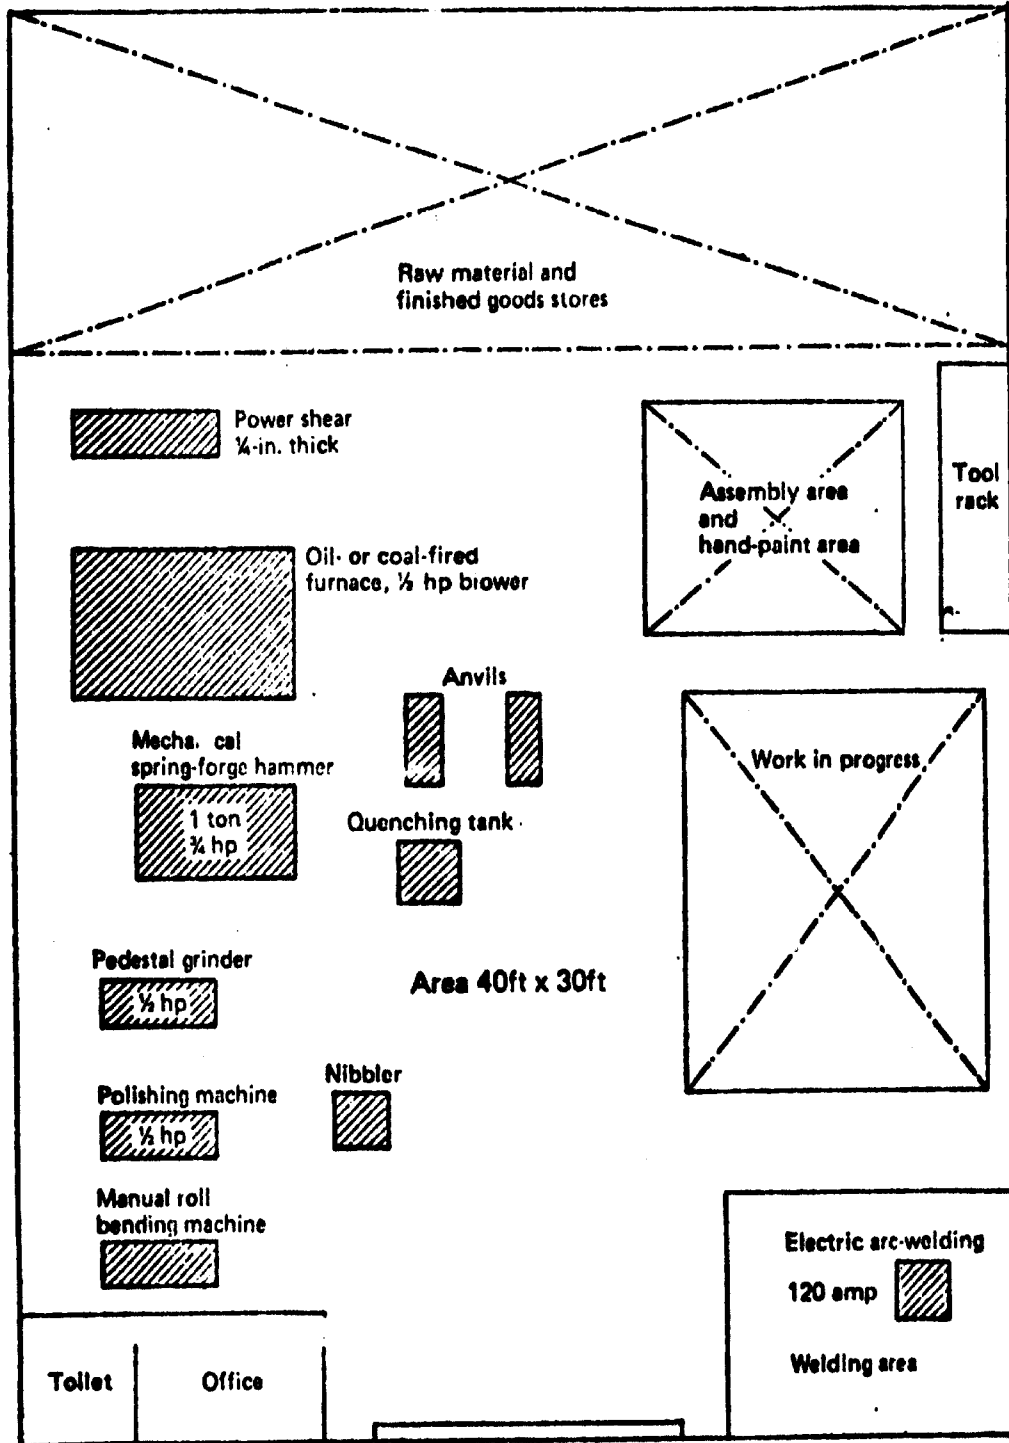 Raw material and
finished goods stores
Power shear
¼-in. thick
Tool
rack
Assembly area
and
hand-paint area
Oil- or coal-fired
furnace, ½ hp blower
Anvils
Mecha. cal
spring-forge hammer
1 ton
¾ hp
Quenching tank
Work in progress
Pedestal grinder
½ hp
Area 40ft x 30ft
Nibbler
Polishing machine
½ hp
Manual roll
bending machine
Electric arc-welding
120 amp
Welding area
Toilet
Office